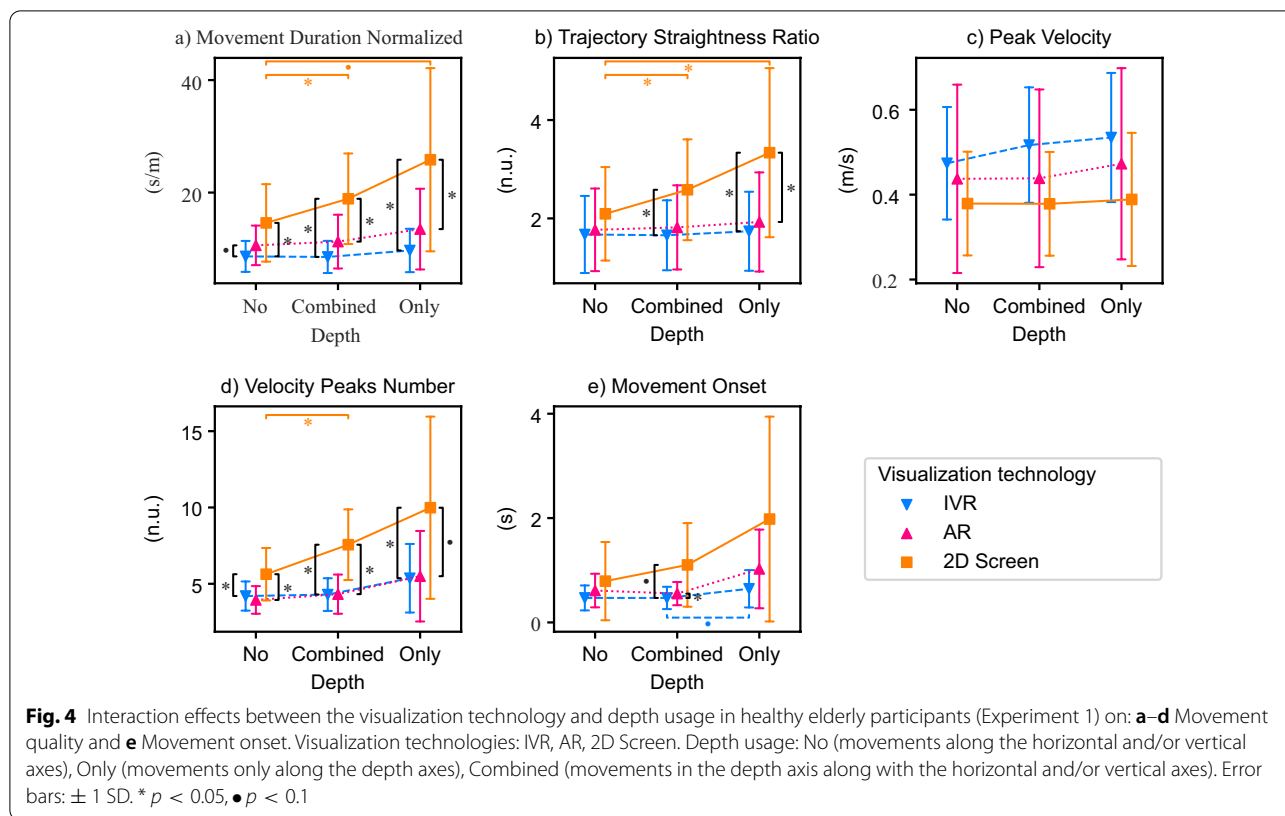 a) Movement Duration Normalized
40
20
(s/m)
No Combined Only
Depth
*
•
•
*
*
*
*
*
b) Trajectory Straightness Ratio
4
2
(n.u.)
No Combined Only
Depth
*
*
*
*
*
c) Peak Velocity
0.6
0.4
0.2
(m/s)
No Combined Only
Depth
d) Velocity Peaks Number
15
10
5
(n.u.)
No Combined Only
Depth
*
*
*
*
*
*
•
e) Movement Onset
4
2
0
(s)
No Combined Only
Depth
•
*
•
Visualization technology
IVR
AR
2D Screen
Fig. 4 Interaction effects between the visualization technology and depth usage in healthy elderly participants (Experiment 1) on: a–d Movement
quality and e Movement onset. Visualization technologies: IVR, AR, 2D Screen. Depth usage: No (movements along the horizontal and/or vertical
axes), Only (movements only along the depth axes), Combined (movements in the depth axis along with the horizontal and/or vertical axes). Error
bars: ± 1 SD. * p < 0.05, • p < 0.1